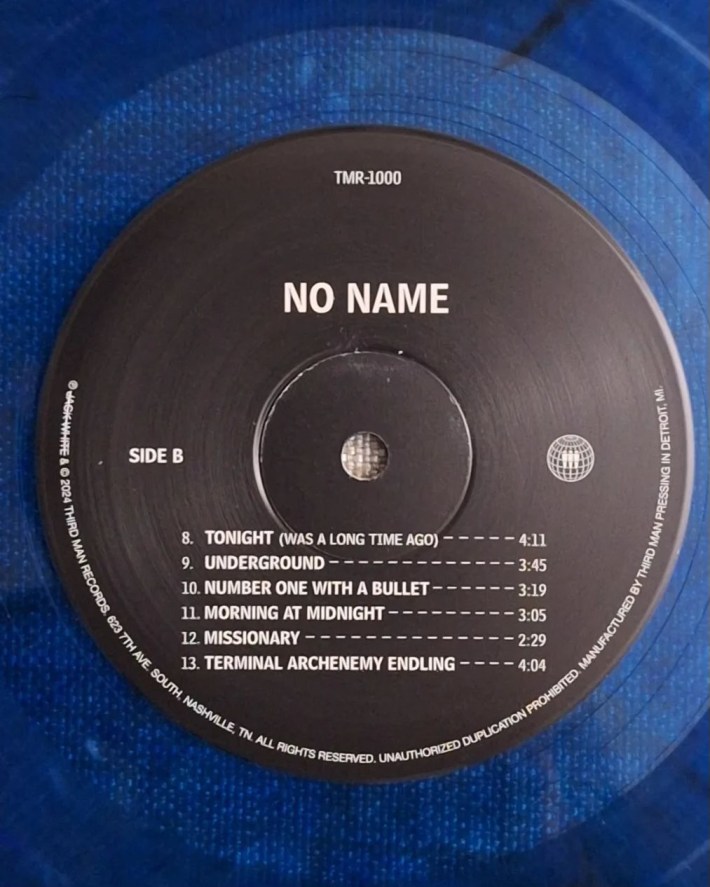 TMR-1000
NO NAME
SIDE B
8. TONIGHT (WAS A LONG TIME AGO) ----- 4:11
9. UNDERGROUND -------------- 3:45
10. NUMBER ONE WITH A BULLET ------ 3:19
11. MORNING AT MIDNIGHT --------- 3:05
12. MISSIONARY --------------- 2:29
13. TERMINAL ARCHENEMY ENDLING ---- 4:04
℗ JACK WHITE & © 2024 THIRD MAN RECORDS. 623 7TH AVE. SOUTH, NASHVILLE, TN. ALL RIGHTS RESERVED. UNAUTHORIZED DUPLICATION PROHIBITED. MANUFACTURED BY THIRD MAN PRESSING IN DETROIT, MI.